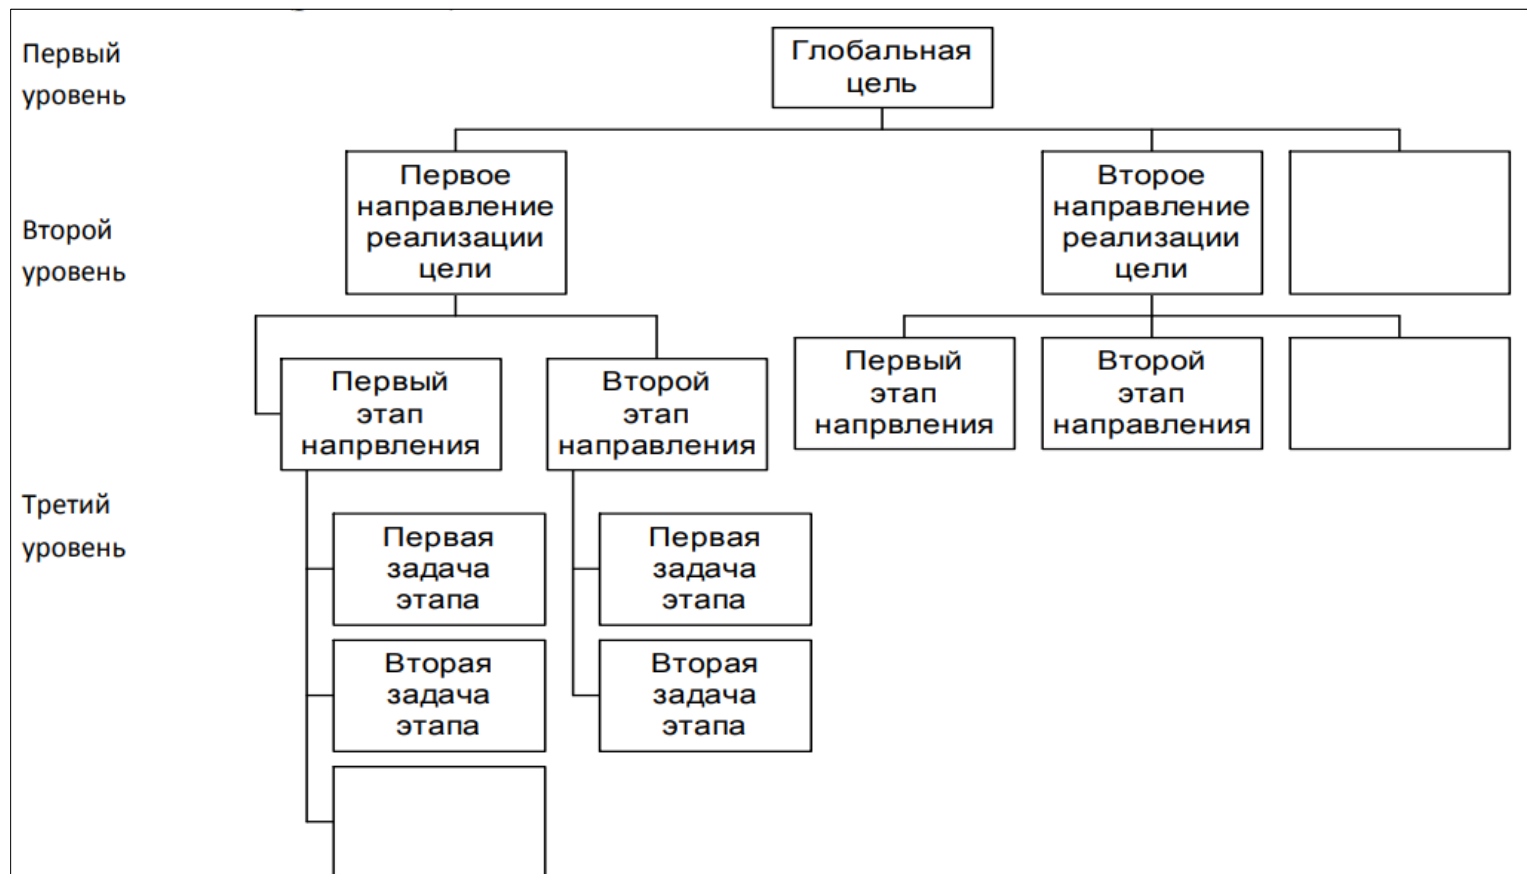 Первый
уровень
Глобальная
цель
Второй
уровень
Первое
направление
реализации
цели
Второе
направление
реализации
цели
Первый
этап
напрвления
Второй
этап
направления
Первый
этап
напрвления
Второй
этап
направления
Третий
уровень
Первая
задача
этапа
Первая
задача
этапа
Вторая
задача
этапа
Вторая
задача
этапа